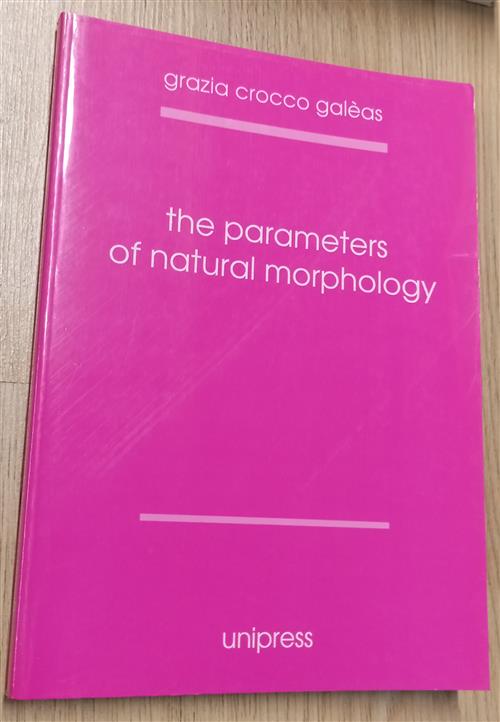 grazia crocco galèas
the parameters
of natural morphology
unipress